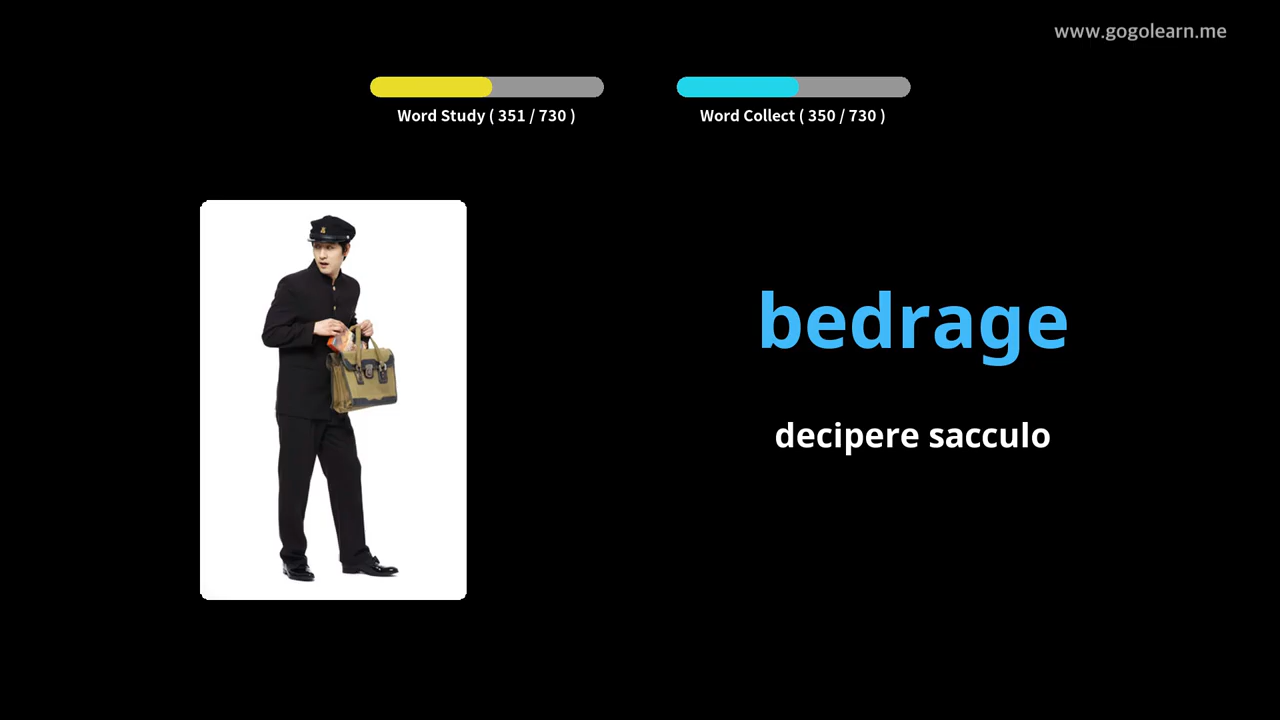 www.gogolearn.me
Word Study ( 351 / 730 )
Word Collect ( 350 / 730 )
bedrage
decipere sacculo